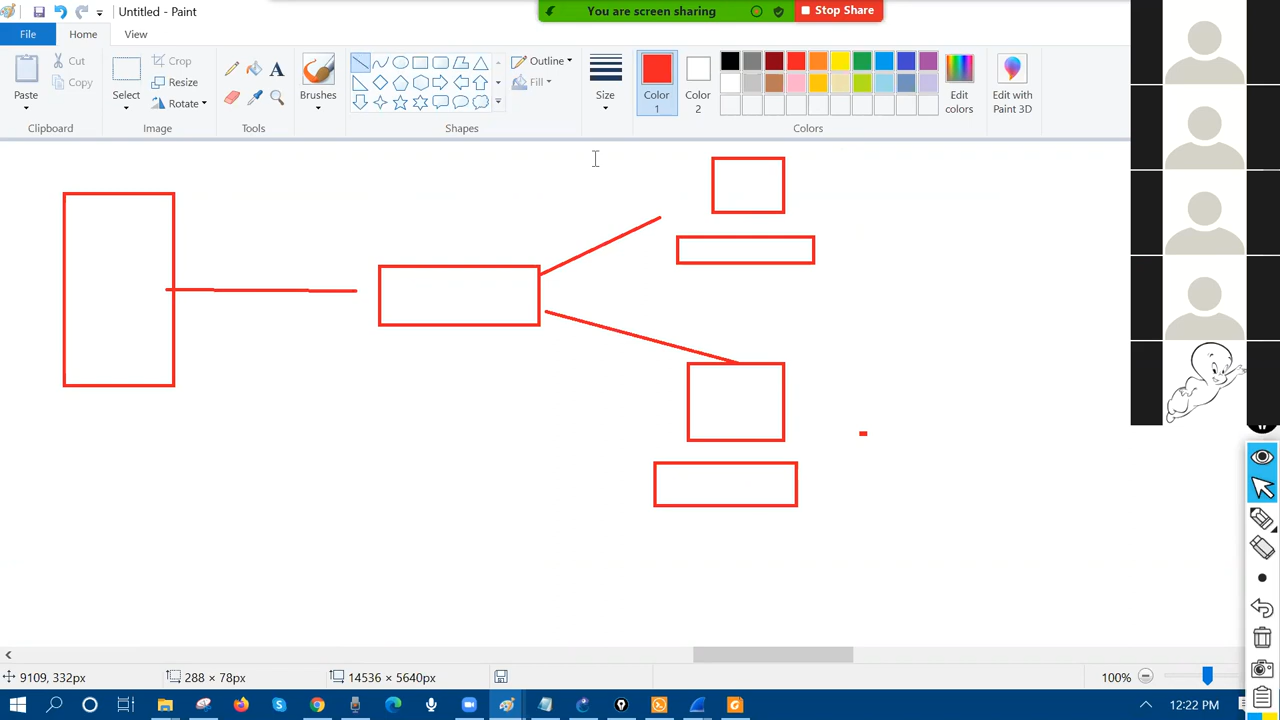 Untitled - Paint
You are screen sharing
Stop Share
File
Home
View
Paste
Cut
Copy
Clipboard
Select
Crop
Resize
Rotate
Image
A
Tools
Brushes
Outline
Fill
Shapes
Size
Color
1
Color
2
Edit
colors
Colors
Edit with
Paint 3D
9109, 332px
288 × 78px
14536 × 5640px
100%
12:22 PM